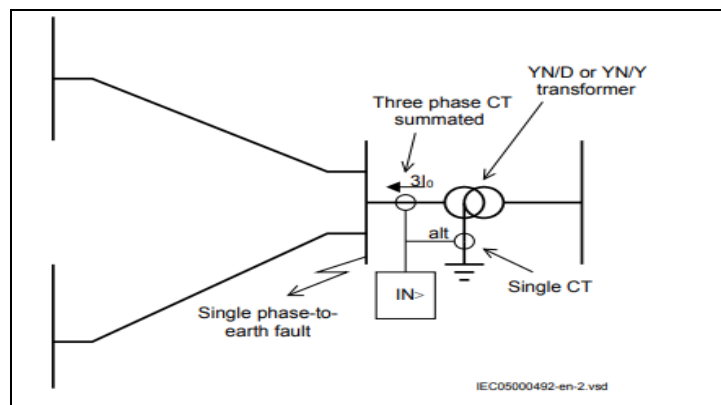 YN/D or YN/Y
transformer
Three phase CT
summated
3I₀
alt
Single CT
IN>
Single phase-to-
earth fault
IEC05000492-en-2.vsd